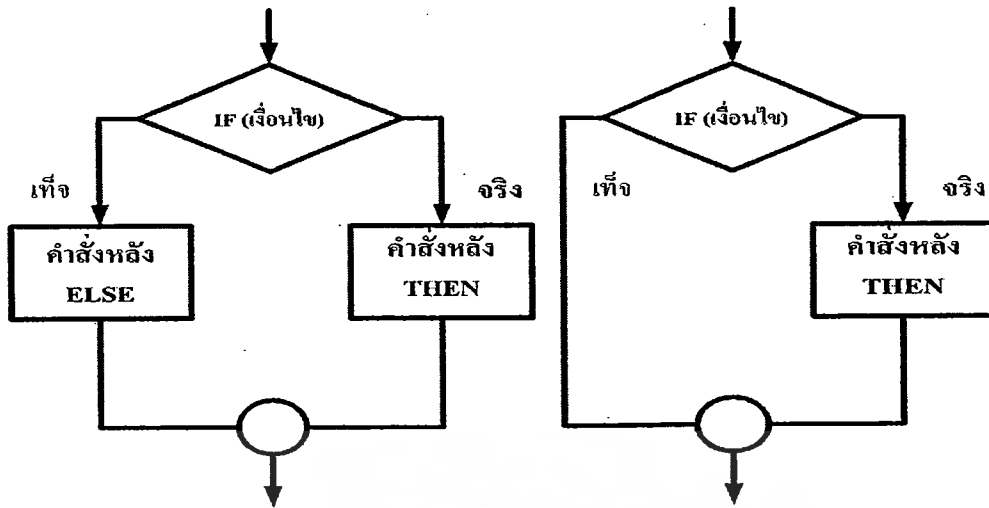 IF (เงื่อนไข)
เท็จ
จริง
คำสั่งหลัง
ELSE
คำสั่งหลัง
THEN
IF (เงื่อนไข)
เท็จ
จริง
คำสั่งหลัง
THEN